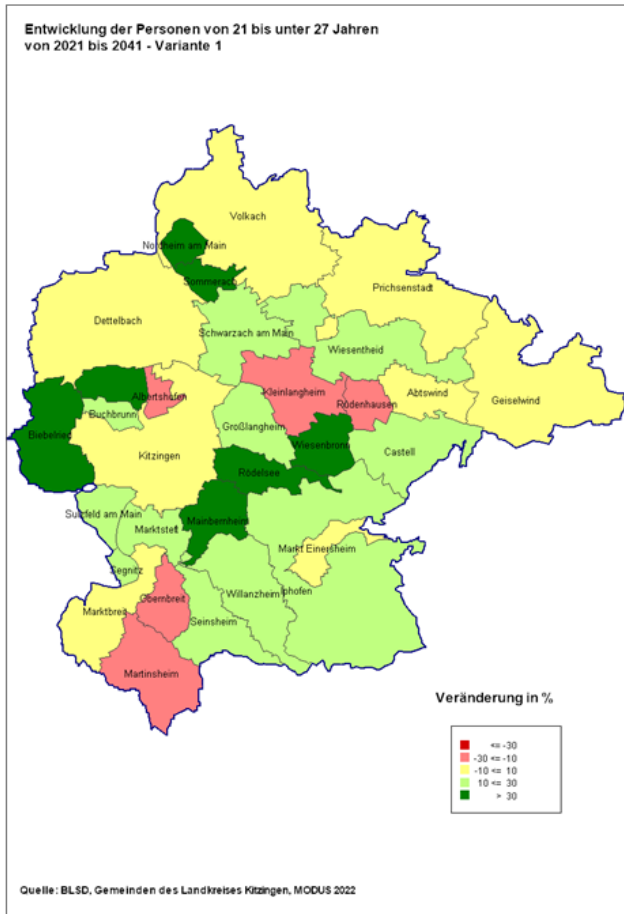 Entwicklung der Personen von 21 bis unter 27 Jahren
von 2021 bis 2041 - Variante 1
Volkach
Nordheim am Main
Sommerach
Prichsenstadt
Dettelbach
Schwarzach am Main
Wiesentheid
Kleinlangheim
Abtswind
Albertshofen
Rüdenhausen
Geiselwind
Buchbrunn
Großlangheim
Biebelried
Wiesenbronn
Castell
Kitzingen
Rödelsee
Sulzfeld am Main
Mainbernheim
Marktsteft
Markt Einersheim
Segnitz
Obernbreit
Willanzheim
Iphofen
Marktbreit
Seinsheim
Martinsheim
Veränderung in %
<= -30
-30 <= -10
-10 <= 10
10 <= 30
> 30
Quelle: BLSD, Gemeinden des Landkreises Kitzingen, MODUS 2022